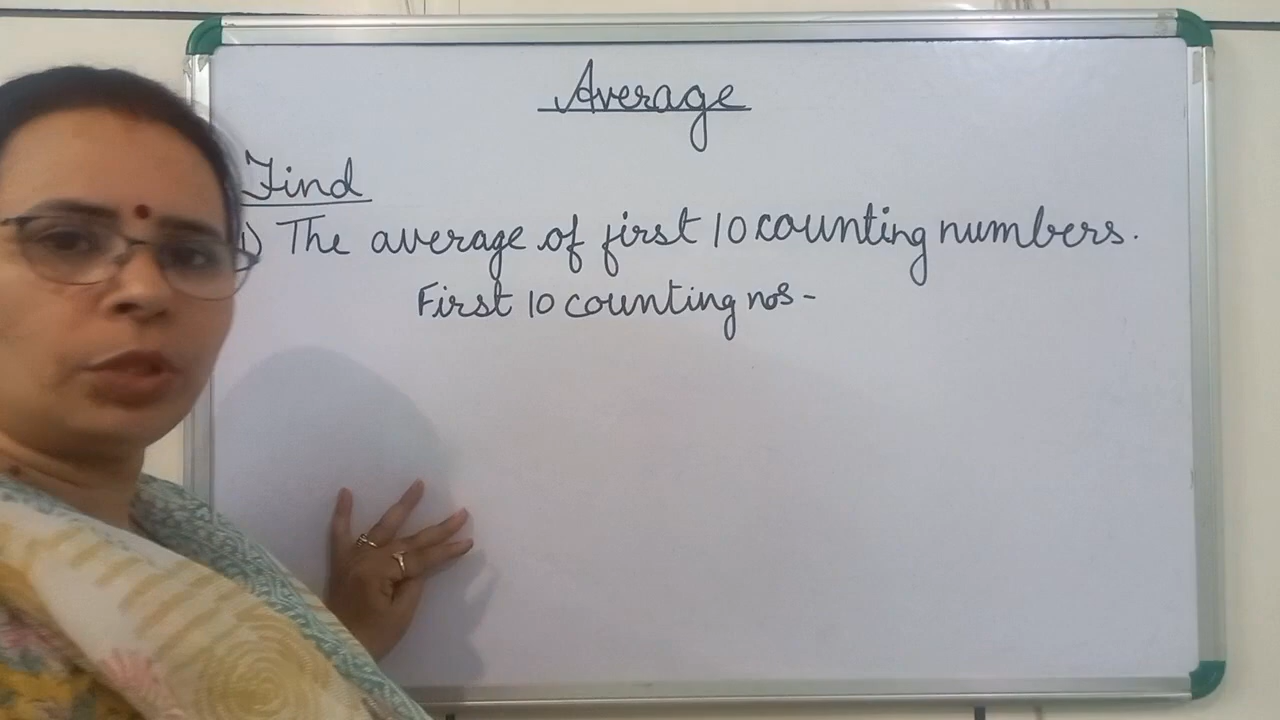 Average
Find
1) The average of first 10 counting numbers.
First 10 counting nos -